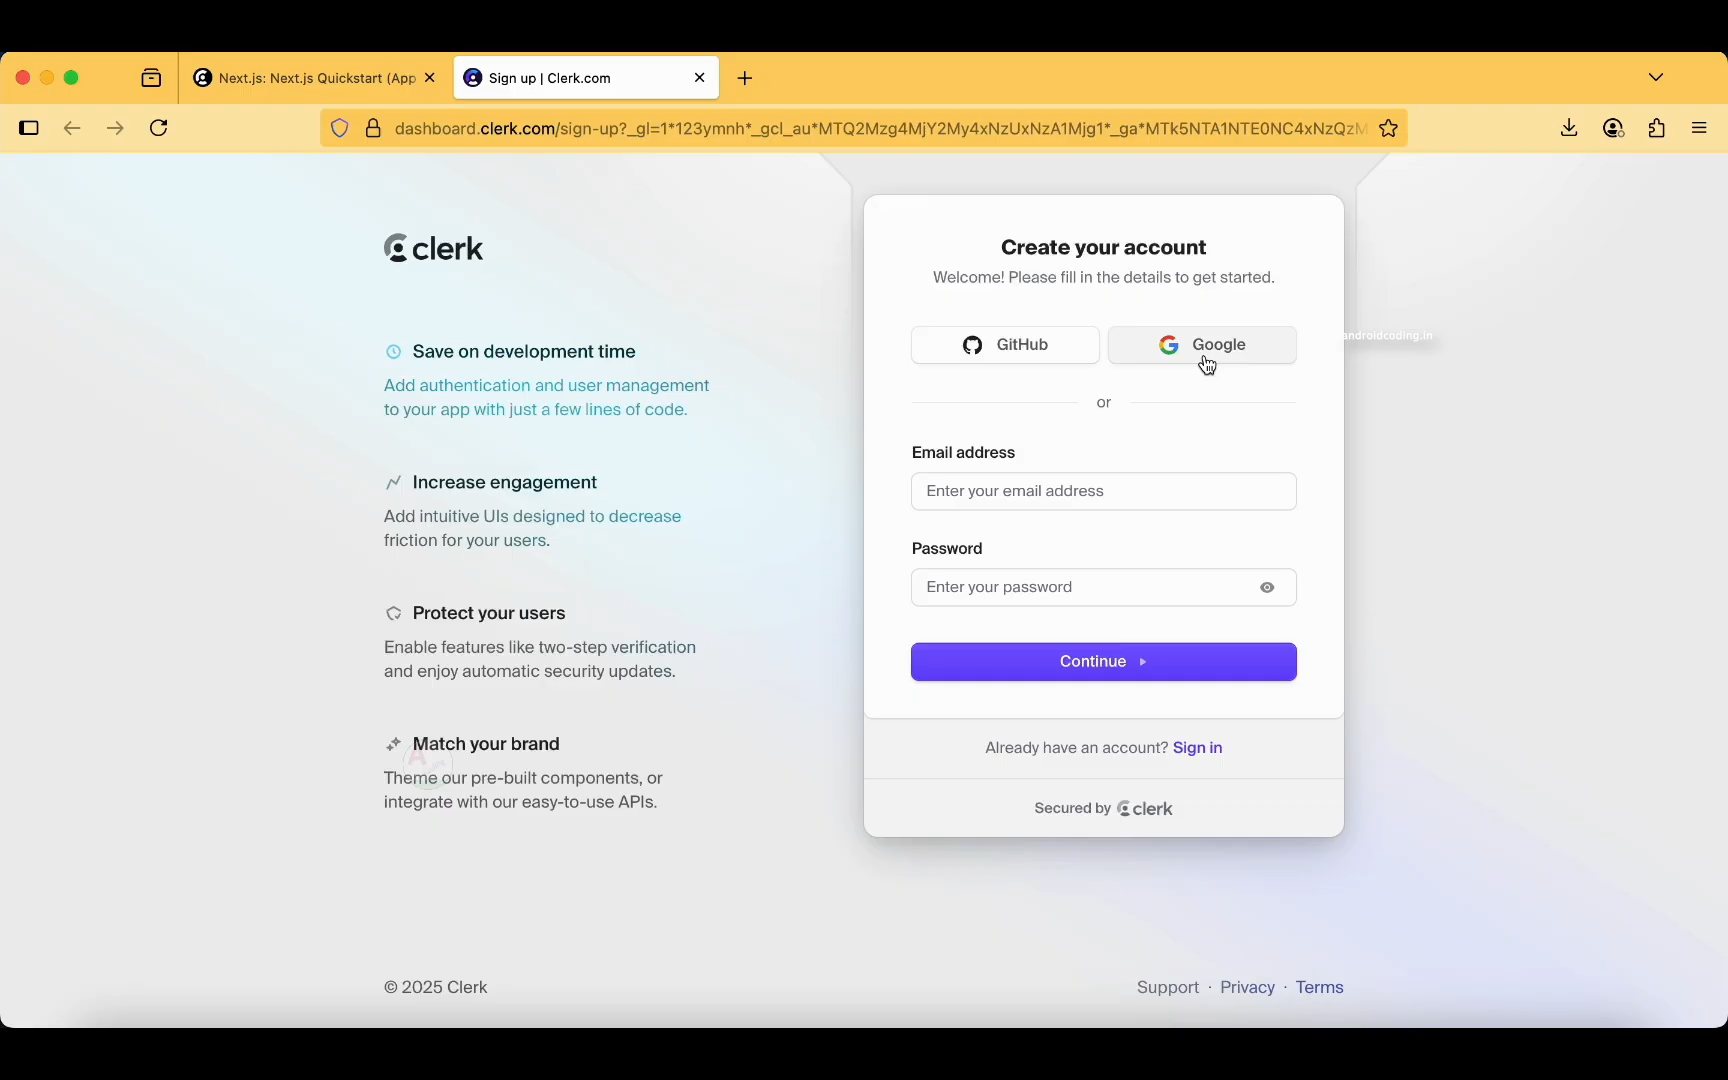 Next.js: Next.js Quickstart (App
Sign up | Clerk.com
dashboard.clerk.com/sign-up?_gl=1*123ymnh*_gcl_au*MTQ2Mzg4MjY2My4xNzUxNzA1Mjg1*_ga*MTk5NTA1NTE0NC4xNzQzM
clerk
Save on development time
Add authentication and user management
to your app with just a few lines of code.
Increase engagement
Add intuitive UIs designed to decrease
friction for your users.
Protect your users
Enable features like two-step verification
and enjoy automatic security updates.
Match your brand
Theme our pre-built components, or
integrate with our easy-to-use APIs.
Create your account
Welcome! Please fill in the details to get started.
GitHub
Google
androidcoding.in
or
Email address
Enter your email address
Password
Enter your password
Continue
Already have an account? Sign in
Secured by clerk
© 2025 Clerk
Support · Privacy · Terms